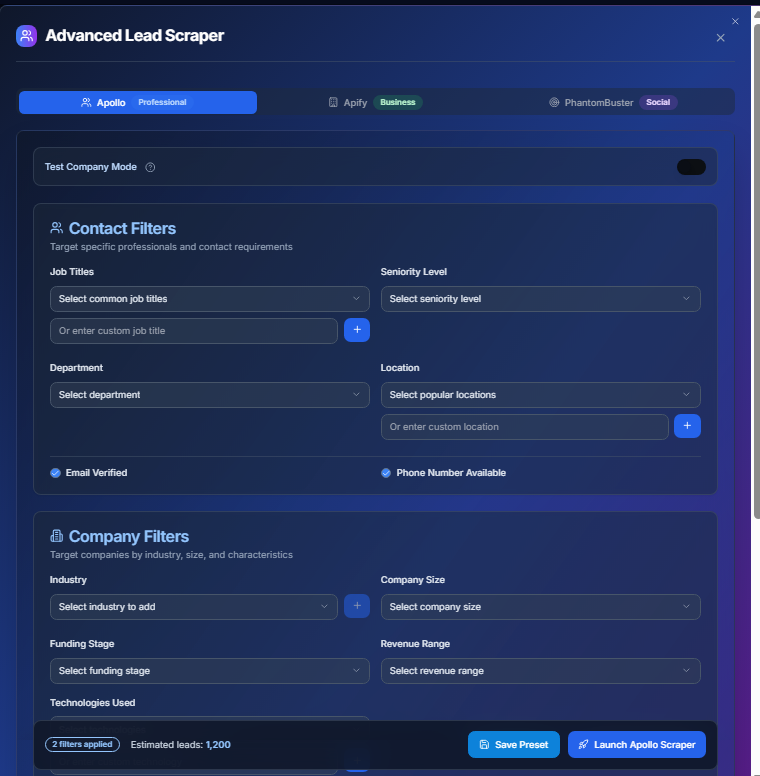 Advanced Lead Scraper
Apollo Professional
Apify Business
PhantomBuster Social
Test Company Mode
Contact Filters
Target specific professionals and contact requirements
Job Titles
Seniority Level
Select common job titles
Select seniority level
Or enter custom job title
Department
Location
Select department
Select popular locations
Or enter custom location
Email Verified
Phone Number Available
Company Filters
Target companies by industry, size, and characteristics
Industry
Company Size
Select industry to add
Select company size
Funding Stage
Revenue Range
Select funding stage
Select revenue range
Technologies Used
2 filters applied
Estimated leads: 1,200
Save Preset
Launch Apollo Scraper